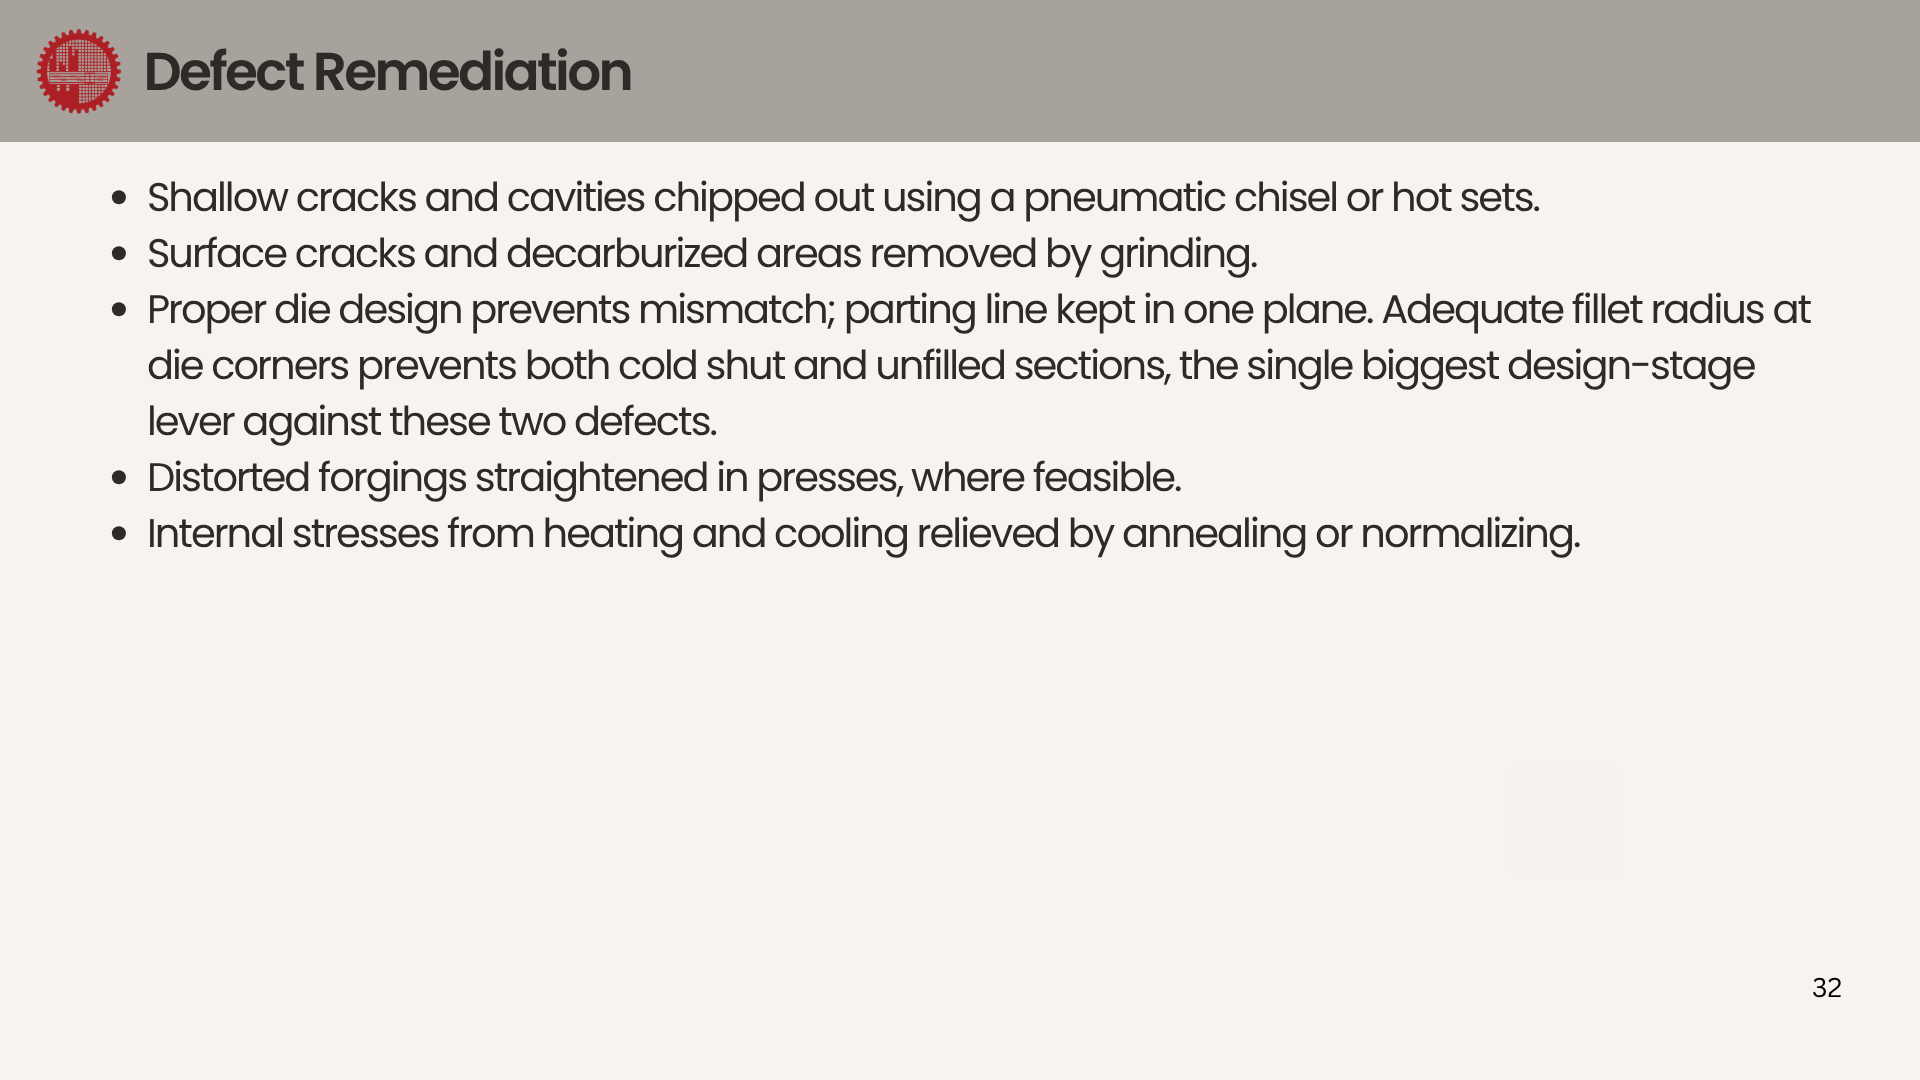 Defect Remediation
• Shallow cracks and cavities chipped out using a pneumatic chisel or hot sets.
• Surface cracks and decarburized areas removed by grinding.
• Proper die design prevents mismatch; parting line kept in one plane. Adequate fillet radius at
die corners prevents both cold shut and unfilled sections, the single biggest design-stage
lever against these two defects.
• Distorted forgings straightened in presses, where feasible.
• Internal stresses from heating and cooling relieved by annealing or normalizing.
32